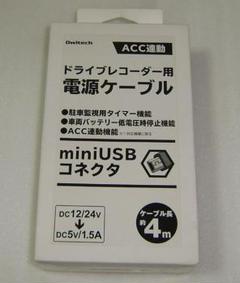 Owltech
ACC連動
ドライブレコーダー用
電源ケーブル
●駐車監視用タイマー機能
●車両バッテリー低電圧時停止機能
●ACC連動機能
miniUSB
コネクタ
ケーブル長
約4m
DC12/24V
DC5V/1.5A